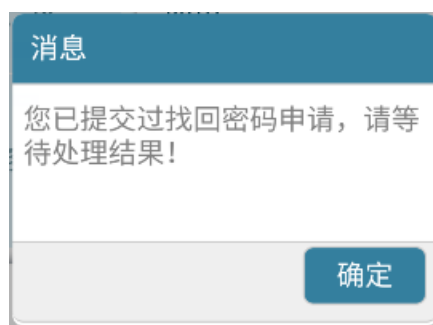 消息
您已提交过找回密码申请，请等
待处理结果！
确定